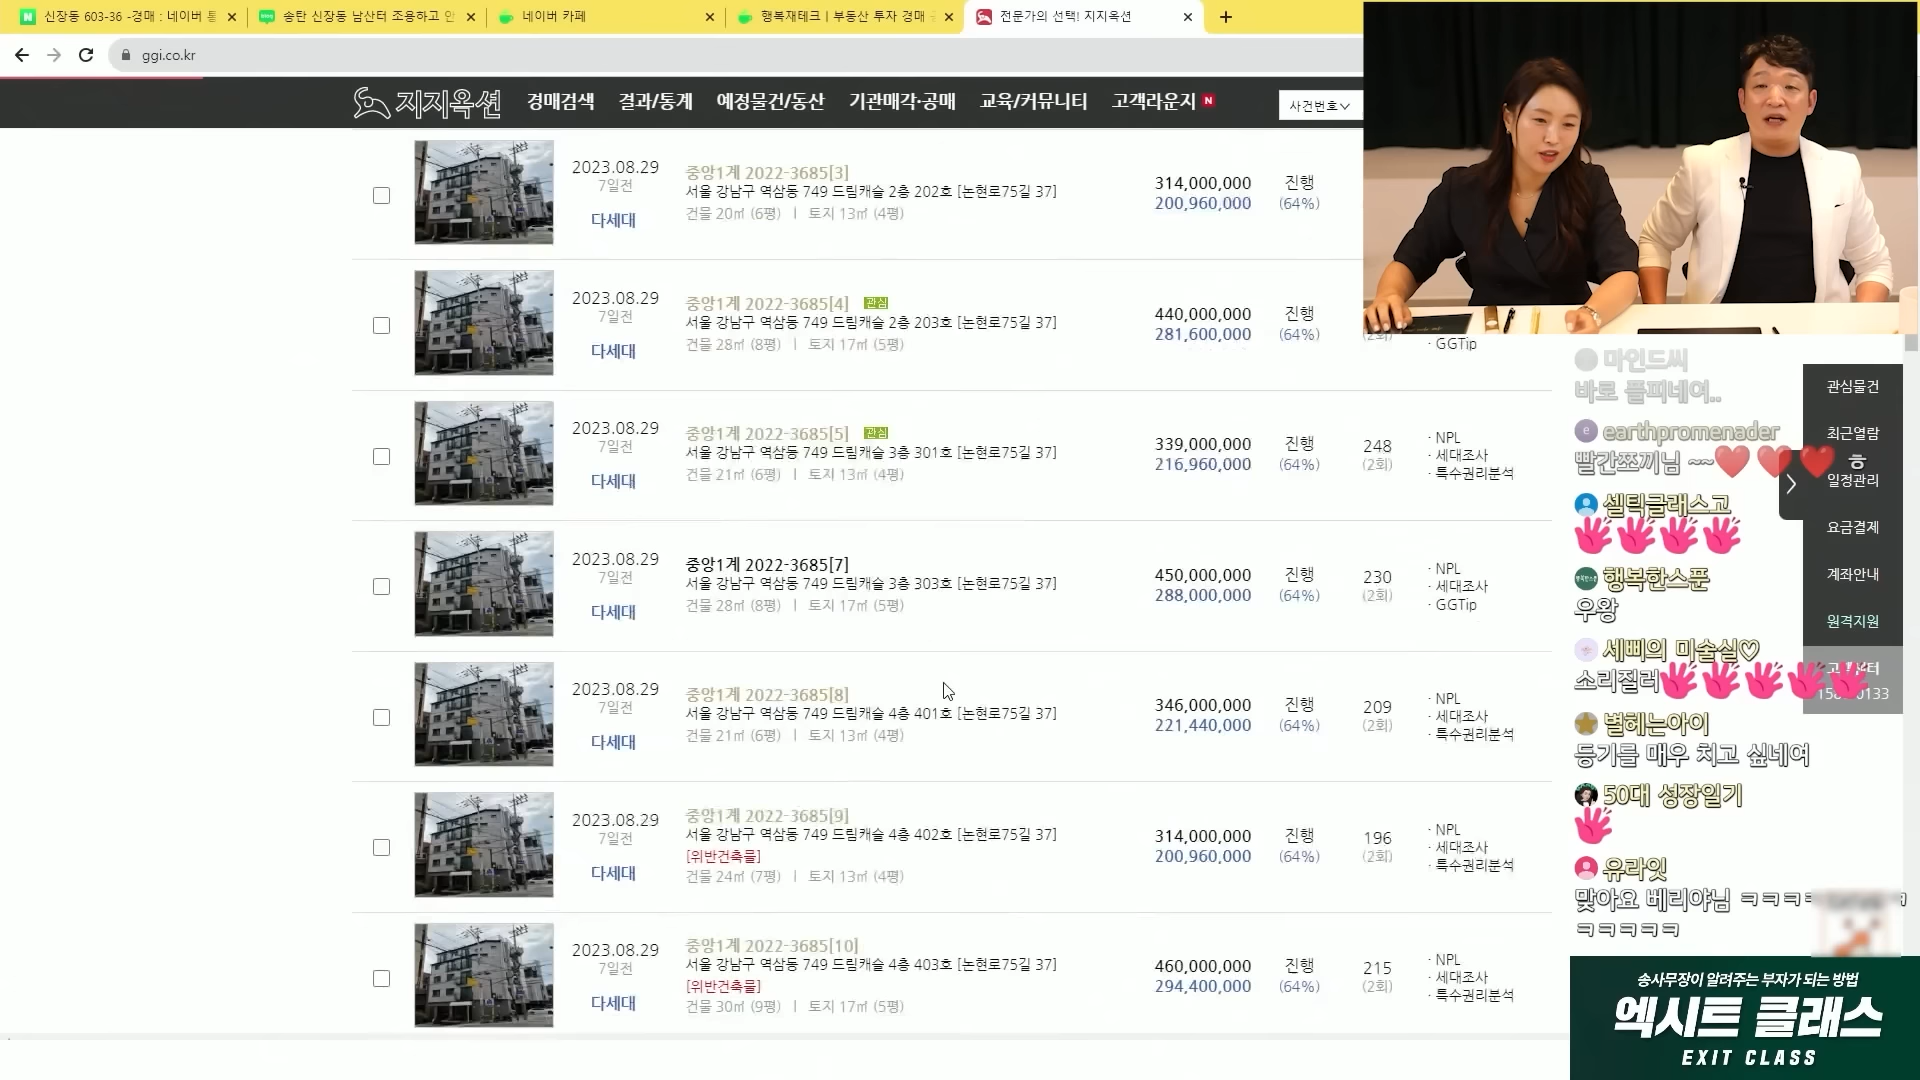 신장동 603-36 -경매 : 네이버 통
송탄 신장동 남산터 조용하고 안
네이버 카페
행복재테크 | 부동산 투자 경매
전문가의 선택! 지지옥션
ggi.co.kr
지지옥션
경매검색 결과/통계 예정물건/동산 기관매각·공매 교육/커뮤니티 고객라운지 N
사건번호
2023.08.29
7일전
다세대
중앙1계 2022-3685[3]
서울 강남구 역삼동 749 드림캐슬 2층 202호 [논현로75길 37]
건물 20㎡ (6평) | 토지 13㎡ (4평)
314,000,000
200,960,000
진행
(64%)
2023.08.29
7일전
다세대
중앙1계 2022-3685[4] 관심
서울 강남구 역삼동 749 드림캐슬 2층 203호 [논현로75길 37]
건물 28㎡ (8평) | 토지 17㎡ (5평)
440,000,000
281,600,000
진행
(64%)
(2회)
· GGTip
2023.08.29
7일전
다세대
중앙1계 2022-3685[5] 관심
서울 강남구 역삼동 749 드림캐슬 3층 301호 [논현로75길 37]
건물 21㎡ (6평) | 토지 13㎡ (4평)
339,000,000
216,960,000
진행
(64%)
248
(2회)
· NPL
· 세대조사
· 특수권리분석
2023.08.29
7일전
다세대
중앙1계 2022-3685[7]
서울 강남구 역삼동 749 드림캐슬 3층 303호 [논현로75길 37]
건물 28㎡ (8평) | 토지 17㎡ (5평)
450,000,000
288,000,000
진행
(64%)
230
(2회)
· NPL
· 세대조사
· GGTip
2023.08.29
7일전
다세대
중앙1계 2022-3685[8]
서울 강남구 역삼동 749 드림캐슬 4층 401호 [논현로75길 37]
건물 21㎡ (6평) | 토지 13㎡ (4평)
346,000,000
221,440,000
진행
(64%)
209
(2회)
· NPL
· 세대조사
· 특수권리분석
2023.08.29
7일전
다세대
중앙1계 2022-3685[9]
서울 강남구 역삼동 749 드림캐슬 4층 402호 [논현로75길 37]
[위반건축물]
건물 24㎡ (7평) | 토지 13㎡ (4평)
314,000,000
200,960,000
진행
(64%)
196
(2회)
· NPL
· 세대조사
· 특수권리분석
2023.08.29
7일전
다세대
중앙1계 2022-3685[10]
서울 강남구 역삼동 749 드림캐슬 4층 403호 [논현로75길 37]
[위반건축물]
건물 30㎡ (9평) | 토지 17㎡ (5평)
460,000,000
294,400,000
진행
(64%)
215
(2회)
· NPL
· 세대조사
· 특수권리분석
마인드씨
바로 풀피네여..
earthpromenader
빨간쪼끼님 ~~❤❤❤ ㅎ
셀틱클래스고
행복한스푼
우왕
세삐의 미술실♡
소리질러
별헤는아이
등기를 매우 치고 싶네여
50대 성장일기
유라잇
맞아요 베리야님 ㅋㅋㅋ
ㅋㅋㅋㅋㅋ
관심물건
최근열람
일정관리
요금결제
계좌안내
원격지원
송사무장이 알려주는 부자가 되는 방법
엑시트 클래스
EXIT CLASS